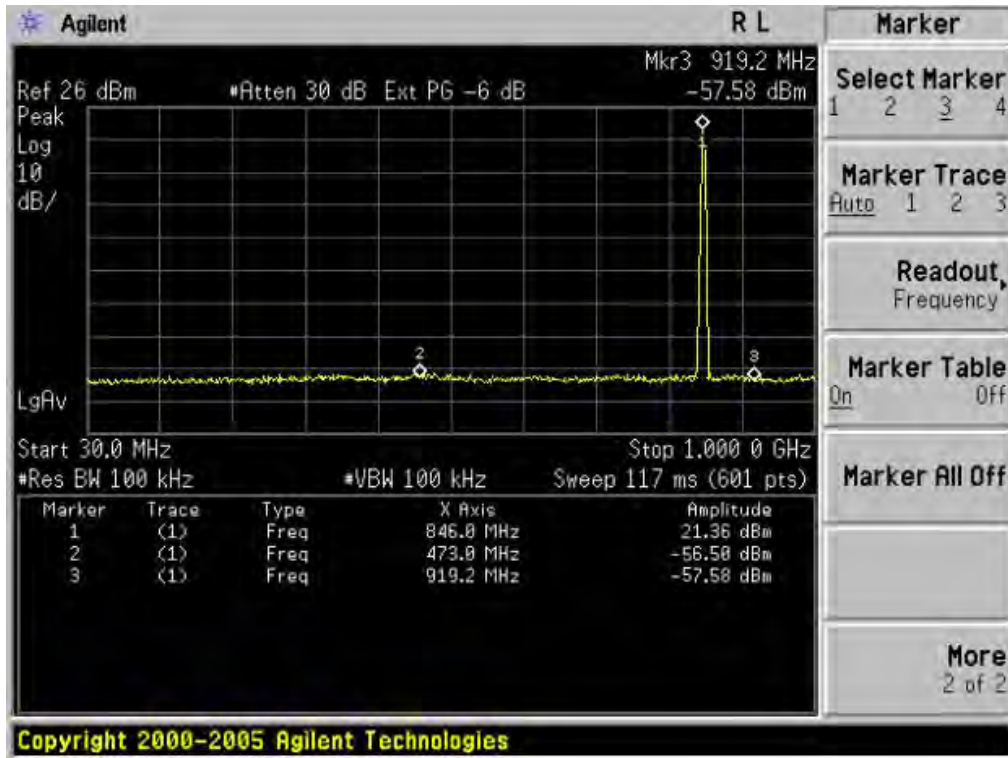 Agilent R L
Mkr3 919.2 MHz
Ref 26 dBm #Atten 30 dB Ext PG -6 dB -57.58 dBm
Peak
Log
10
dB/
1
2
3
LgAv
Start 30.0 MHz Stop 1.000 0 GHz
#Res BW 100 kHz #VBW 100 kHz Sweep 117 ms (601 pts)
Marker Trace Type X Axis Amplitude
1 (1) Freq 846.0 MHz 21.36 dBm
2 (1) Freq 473.0 MHz -56.50 dBm
3 (1) Freq 919.2 MHz -57.58 dBm
Copyright 2000-2005 Agilent Technologies
Marker
Select Marker
1 2 3 4
Marker Trace
Auto 1 2 3
Readout
Frequency
Marker Table
On Off
Marker All Off
More
2 of 2